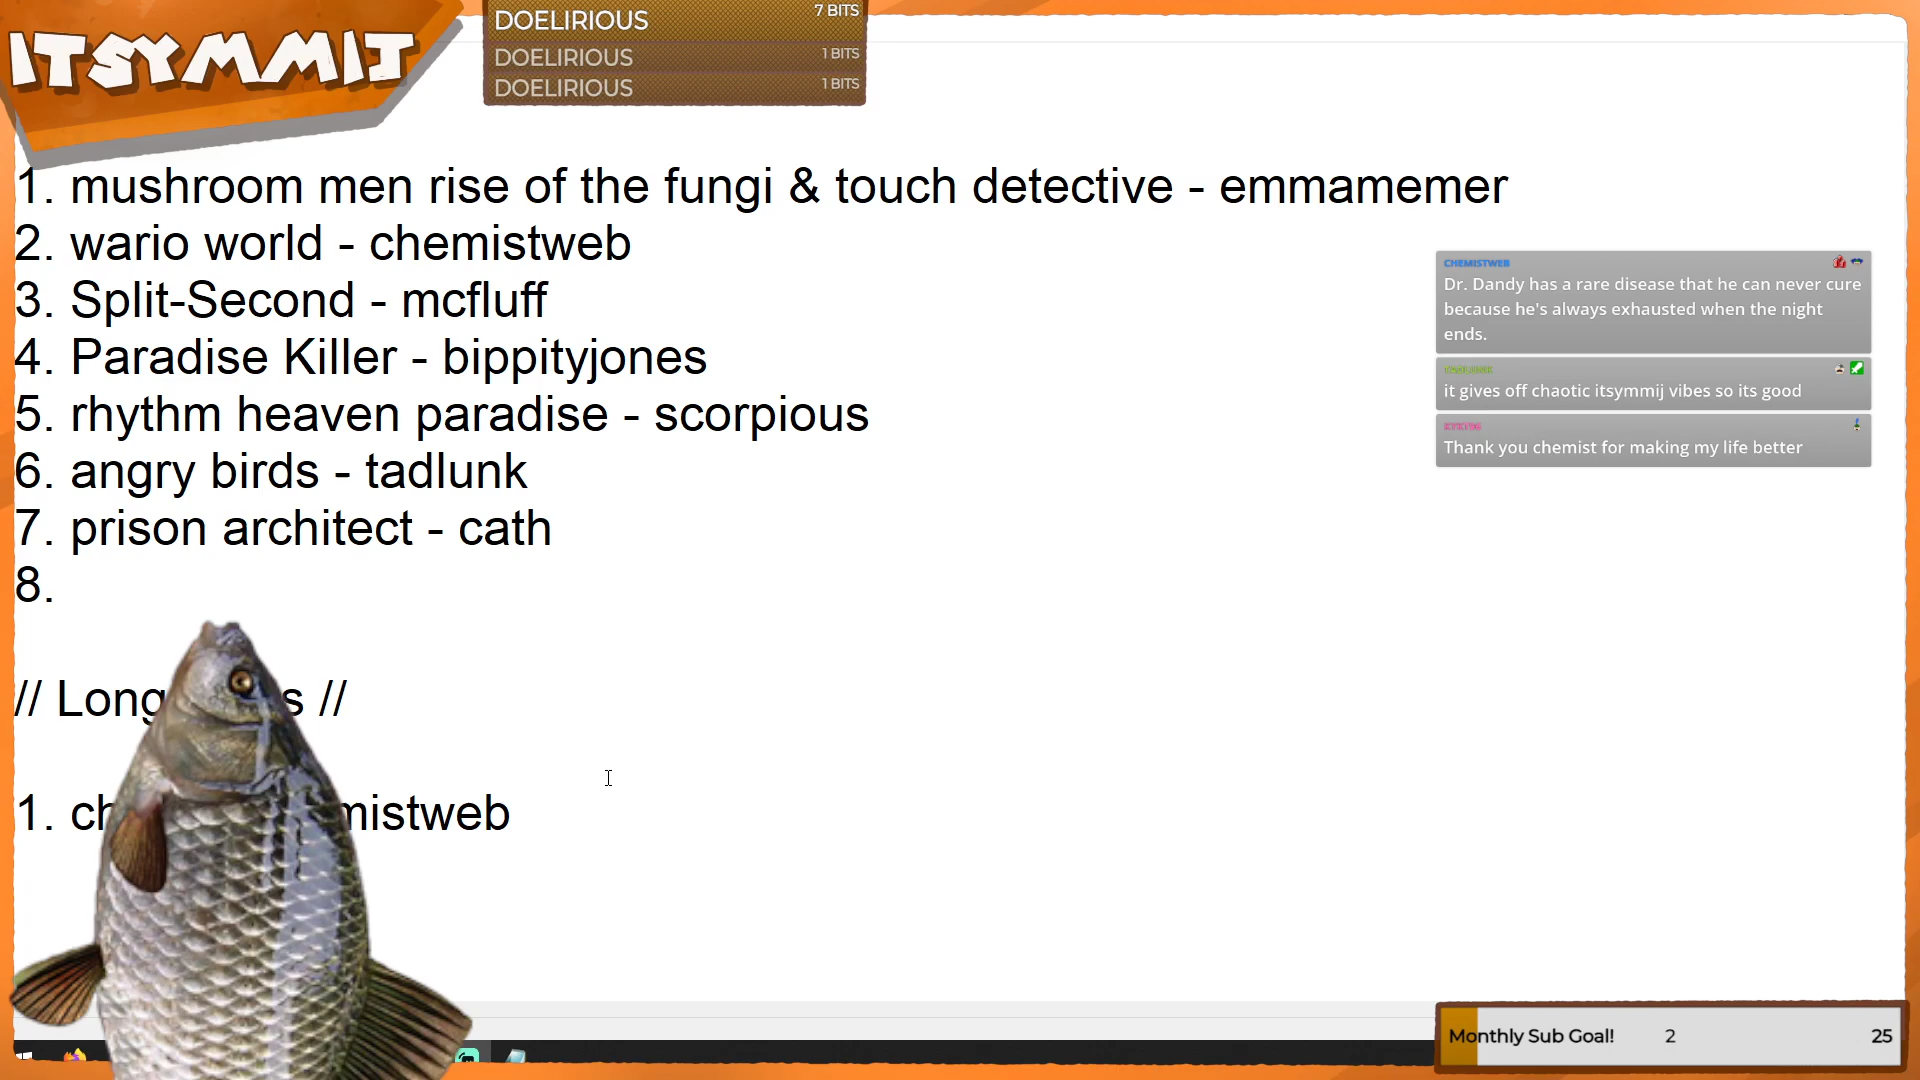 ITSYMMIJ
DOELIRIOUS 7 BITS
DOELIRIOUS 1 BITS
DOELIRIOUS 1 BITS
1. mushroom men rise of the fungi & touch detective - emmamemer
2. wario world - chemistweb
3. Split-Second - mcfluff
4. Paradise Killer - bippityjones
5. rhythm heaven paradise - scorpious
6. angry birds - tadlunk
7. prison architect - cath
8.
// Long s //
1. ch mistweb
CHEMISTWEB
Dr. Dandy has a rare disease that he can never cure
because he's always exhausted when the night
ends.
TADLUNK
it gives off chaotic itsymmij vibes so its good
Thank you chemist for making my life better
Monthly Sub Goal! 2 25